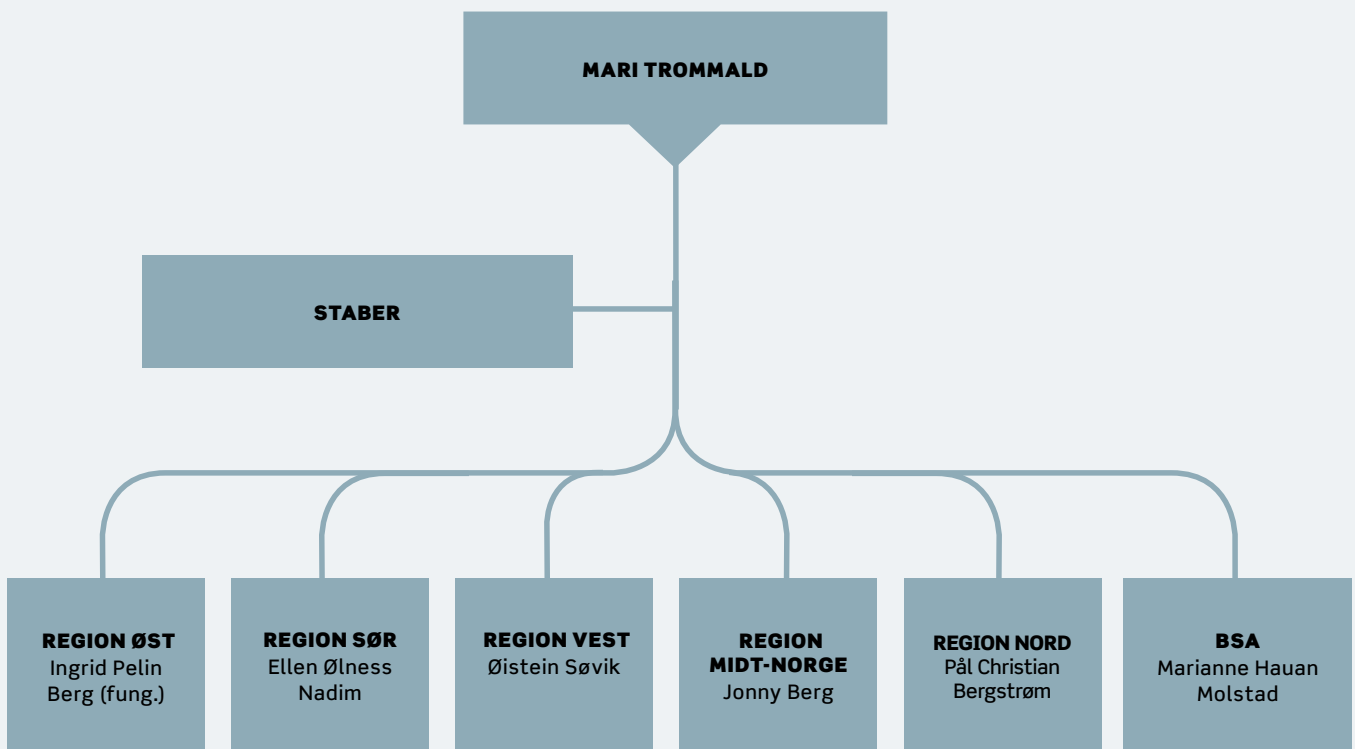 MARI TROMMALD
STABER
REGION ØST
Ingrid Pelin
Berg (fung.)
REGION SØR
Ellen Ølness
Nadim
REGION VEST
Øistein Søvik
REGION
MIDT-NORGE
Jonny Berg
REGION NORD
Pål Christian
Bergstrøm
BSA
Marianne Hauan
Molstad